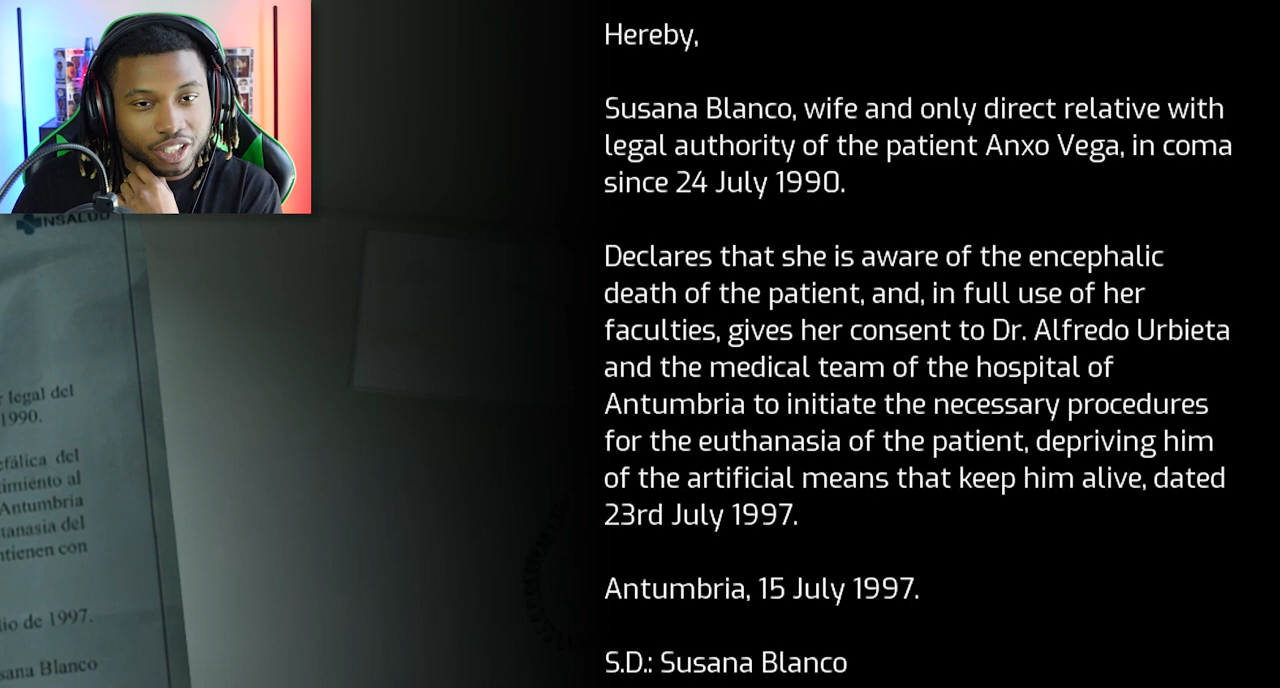 Hereby,
Susana Blanco, wife and only direct relative with
legal authority of the patient Anxo Vega, in coma
since 24 July 1990.
Declares that she is aware of the encephalic
death of the patient, and, in full use of her
faculties, gives her consent to Dr. Alfredo Urbieta
and the medical team of the hospital of
Antumbria to initiate the necessary procedures
for the euthanasia of the patient, depriving him
of the artificial means that keep him alive, dated
23rd July 1997.
Antumbria, 15 July 1997.
S.D.: Susana Blanco
INSALUD
legal del
1990.
efálica del
timiento al
Antumbria
tanasia del
ntienen con
lio de 1997.
sana Blanco